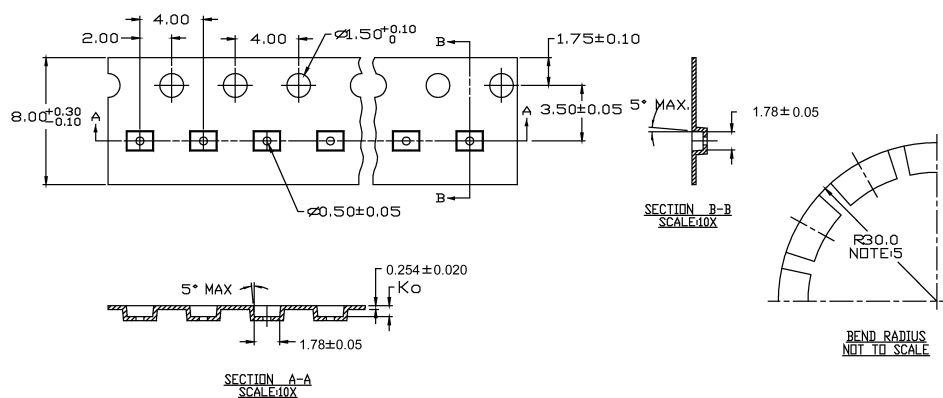 4.00
2.00
4.00
Ø1.50+0.10 0
B
1.75±0.10
8.00+0.30 -0.10
A
A
3.50±0.05
Ø0.50±0.05
B
5° MAX.
1.78±0.05
SECTION B-B
SCALE:10X
R30.0
NOTE:5
BEND RADIUS
NOT TO SCALE
5° MAX
0.254±0.020
Ko
1.78±0.05
SECTION A-A
SCALE:10X